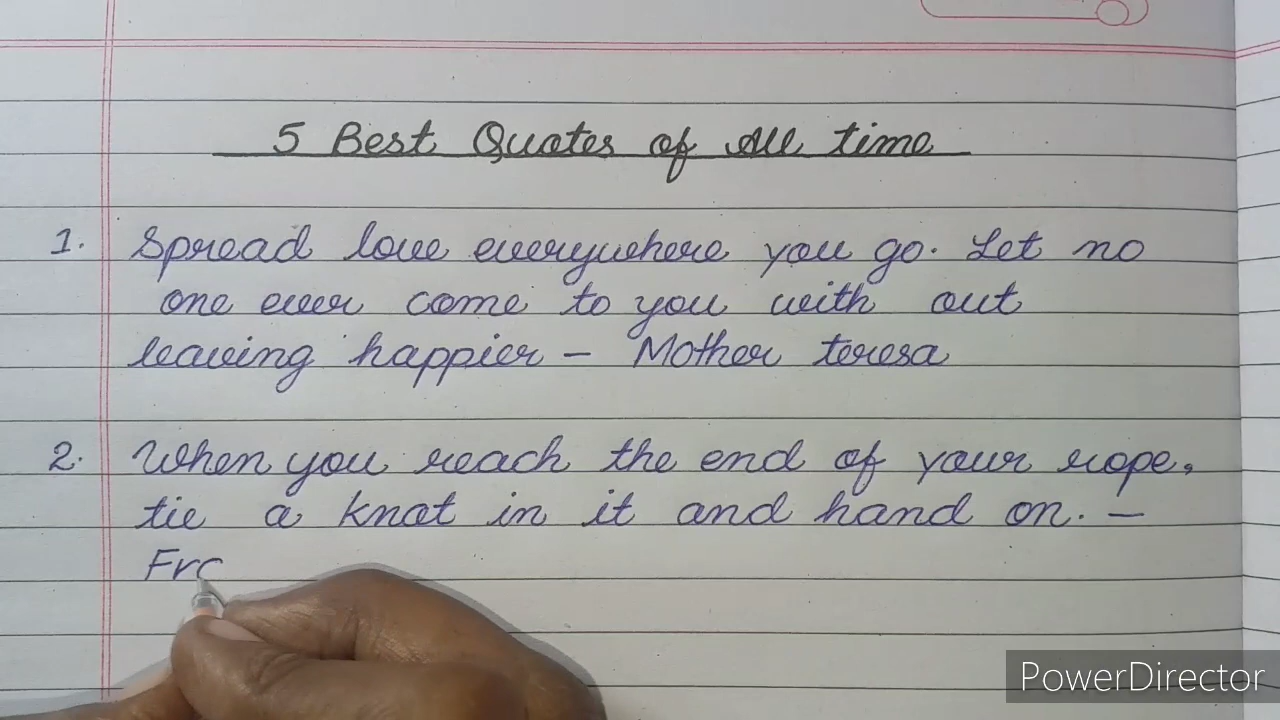 5 Best Quotes of All time
1. Spread love everywhere you go. Let no
one ever come to you with out
leaving happier – Mother teresa
2. When you reach the end of your rope,
tie a knot in it and hand on. –
Fra
PowerDirector